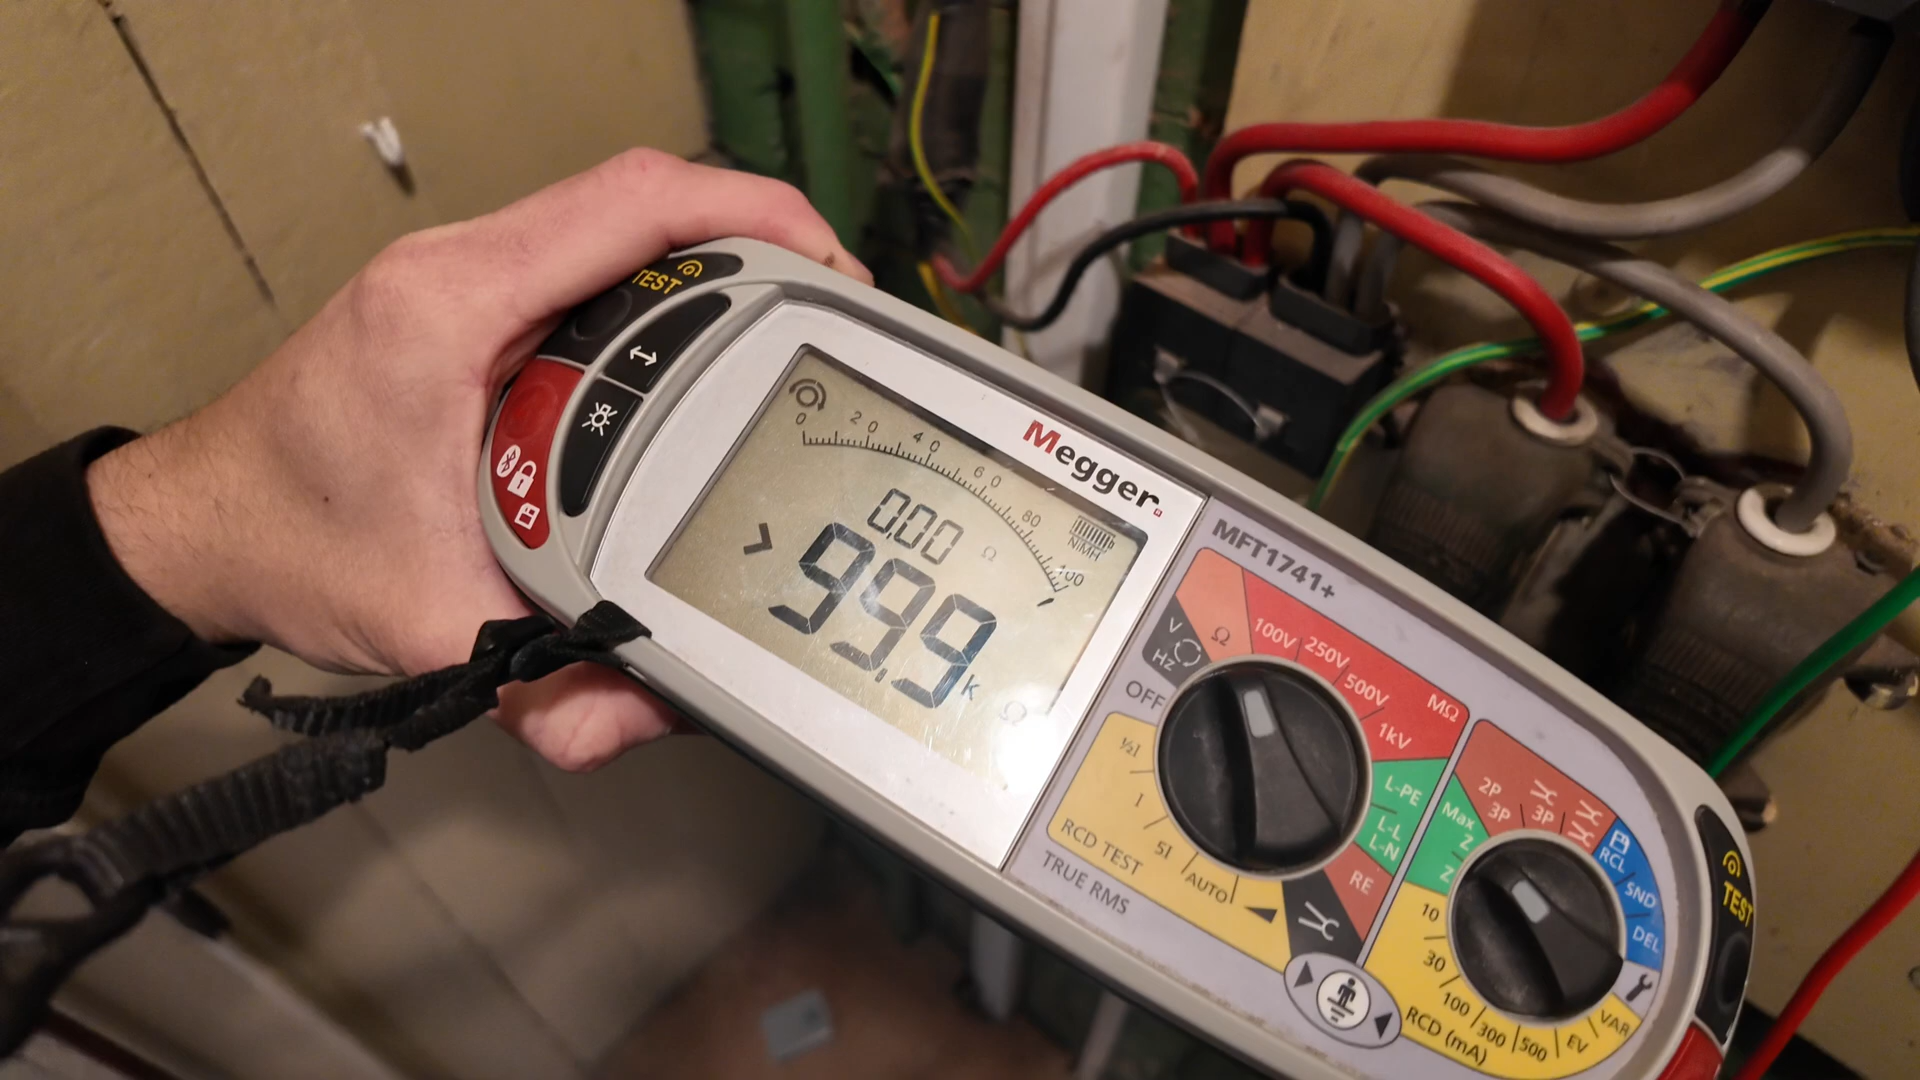 TEST
0 20 40 60 80 100
0.00 Ω
NiMH
> 99.9 kΩ
Megger
MFT1741+
V
Hz
Ω
100V
250V
500V
1kV
MΩ
OFF
L-PE
L-L
L-N
RE
½I
I
5I
AUTO
RCD TEST
TRUE RMS
2P
3P
3P
Max
Z
Z
RCL
SND
DEL
10
30
100
300
500
EV
VAR
RCD (mA)
TEST